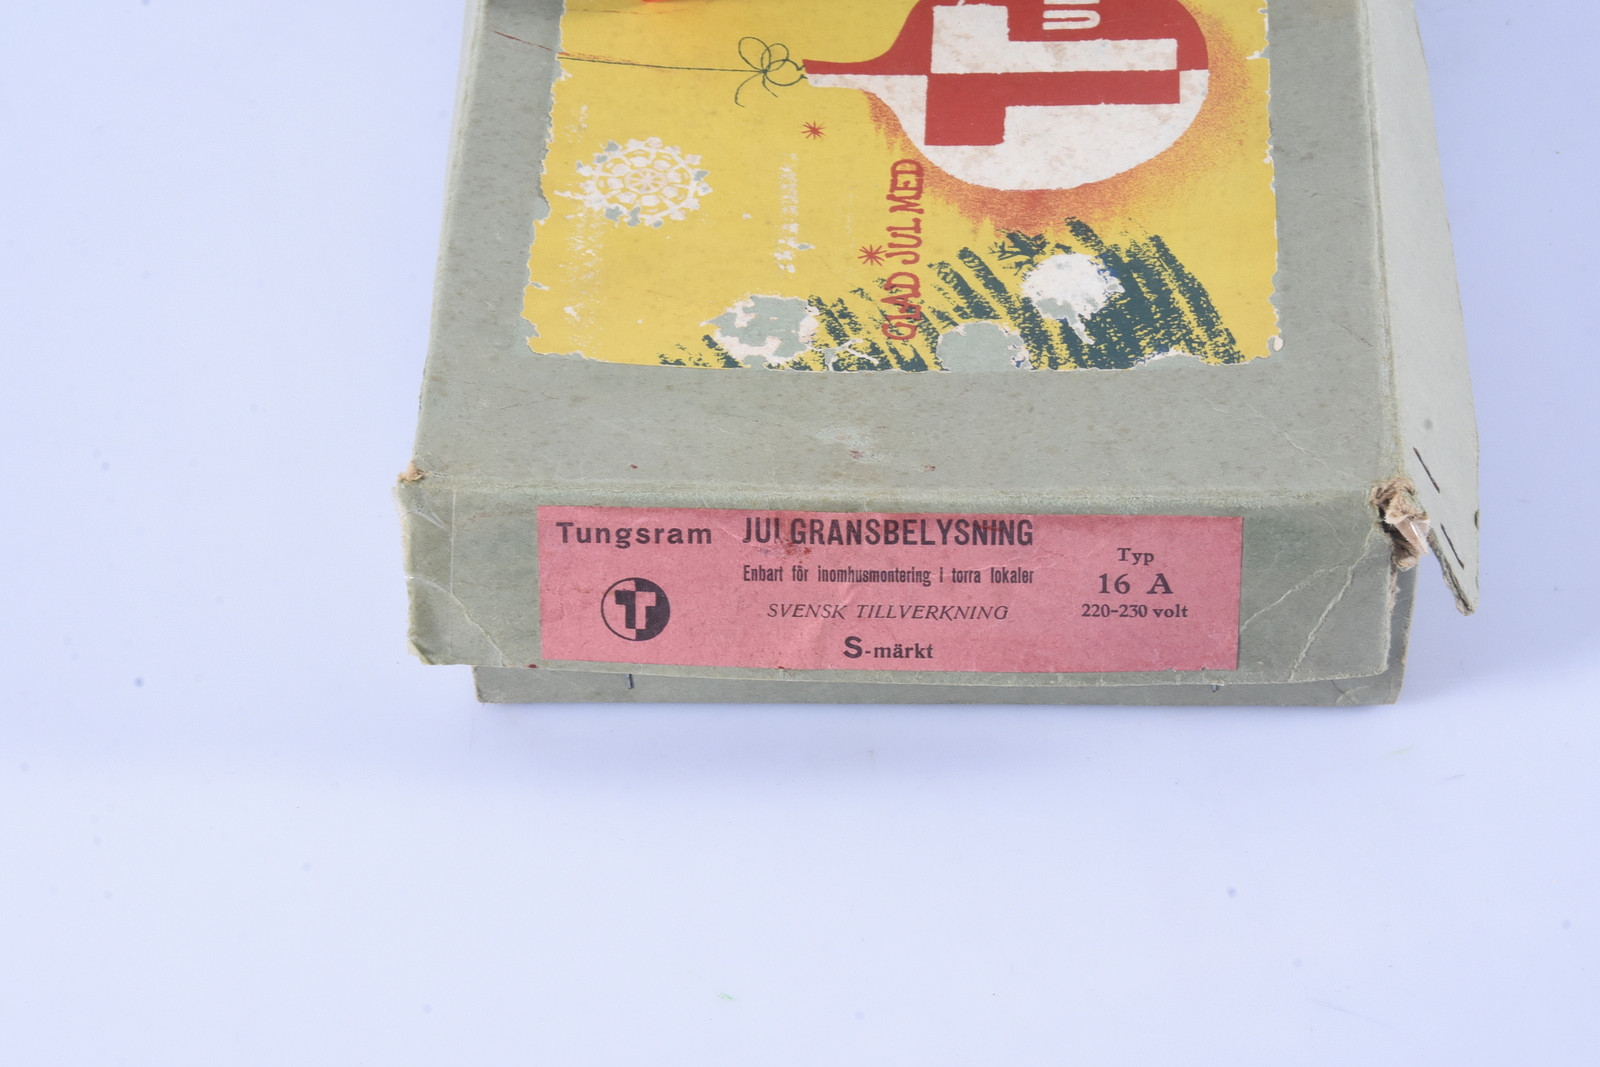 GLAD JUL MED
Tungsram JULGRANSBELYSNING
Enbart för inomhusmontering i torra lokaler
SVENSK TILLVERKNING
S-märkt
Typ
16 A
220-230 volt